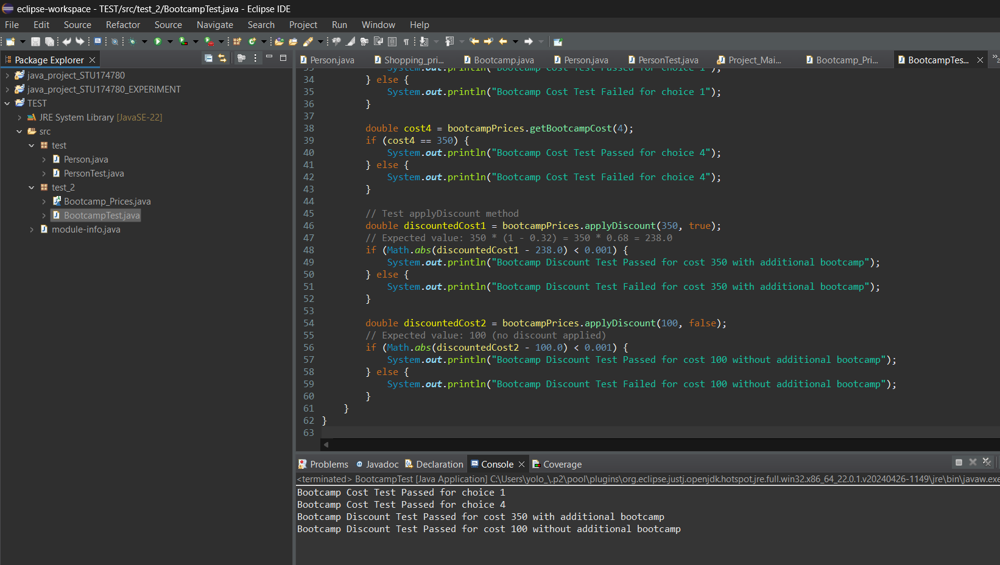 eclipse-workspace - TEST/src/test_2/BootcampTest.java - Eclipse IDE
File Edit Source Refactor Source Navigate Search Project Run Window Help
Package Explorer
java_project_STU174780
java_project_STU174780_EXPERIMENT
TEST
JRE System Library [JavaSE-22]
src
test
Person.java
PersonTest.java
test_2
Bootcamp_Prices.java
BootcampTest.java
module-info.java
Person.java Shopping_pri... Bootcamp.java Person.java PersonTest.java Project_Mai... Bootcamp_Pri... BootcampTes... »2
33 System.out.println("Bootcamp Cost Test Passed for choice 1");
34 } else {
35 System.out.println("Bootcamp Cost Test Failed for choice 1");
36 }
37
38 double cost4 = bootcampPrices.getBootcampCost(4);
39 if (cost4 == 350) {
40 System.out.println("Bootcamp Cost Test Passed for choice 4");
41 } else {
42 System.out.println("Bootcamp Cost Test Failed for choice 4");
43 }
44
45 // Test applyDiscount method
46 double discountedCost1 = bootcampPrices.applyDiscount(350, true);
47 // Expected value: 350 * (1 - 0.32) = 350 * 0.68 = 238.0
48 if (Math.abs(discountedCost1 - 238.0) < 0.001) {
49 System.out.println("Bootcamp Discount Test Passed for cost 350 with additional bootcamp");
50 } else {
51 System.out.println("Bootcamp Discount Test Failed for cost 350 with additional bootcamp");
52 }
53
54 double discountedCost2 = bootcampPrices.applyDiscount(100, false);
55 // Expected value: 100 (no discount applied)
56 if (Math.abs(discountedCost2 - 100.0) < 0.001) {
57 System.out.println("Bootcamp Discount Test Passed for cost 100 without additional bootcamp");
58 } else {
59 System.out.println("Bootcamp Discount Test Failed for cost 100 without additional bootcamp");
60 }
61 }
62 }
63
Problems Javadoc Declaration Console Coverage
<terminated> BootcampTest [Java Application] C:\Users\yolo_\.p2\pool\plugins\org.eclipse.justj.openjdk.hotspot.jre.full.win32.x86_64_22.0.1.v20240426-1149\jre\bin\javaw.exe
Bootcamp Cost Test Passed for choice 1
Bootcamp Cost Test Passed for choice 4
Bootcamp Discount Test Passed for cost 350 with additional bootcamp
Bootcamp Discount Test Passed for cost 100 without additional bootcamp